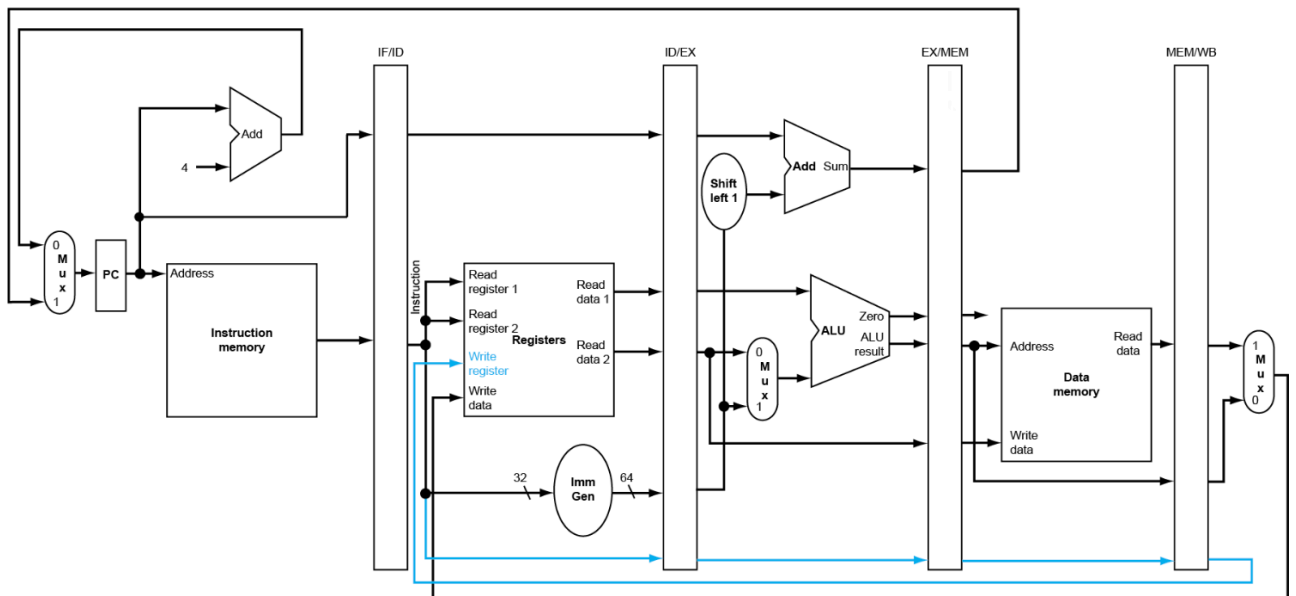 IF/ID
ID/EX
EX/MEM
MEM/WB
Add
4
Add Sum
Shift
left 1
0
M
u
x
1
PC
Address
Instruction
memory
Instruction
Read
register 1
Read
register 2
Write
register
Write
data
Registers
Read
data 1
Read
data 2
0
M
u
x
1
Zero
ALU
ALU
result
Address
Read
data
Data
memory
Write
data
1
M
u
x
0
32
Imm
Gen
64